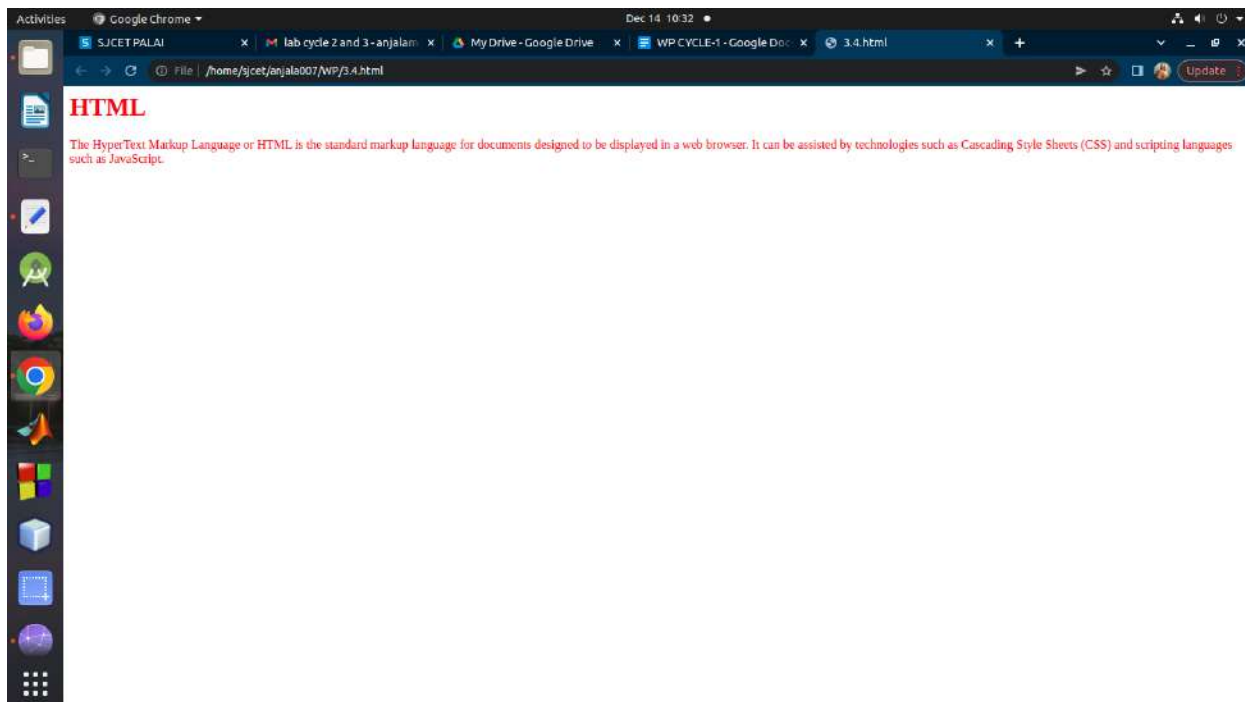 Activities
Google Chrome
Dec 14 10:32
S SJCET PALAI
M lab cycle 2 and 3 - anjalam
My Drive - Google Drive
WP CYCLE-1 - Google Doc
3.4.html
File
/home/sjcet/anjala007/WP/3.4.html
Update
HTML
The HyperText Markup Language or HTML is the standard markup language for documents designed to be displayed in a web browser. It can be assisted by technologies such as Cascading Style Sheets (CSS) and scripting languages
such as JavaScript.